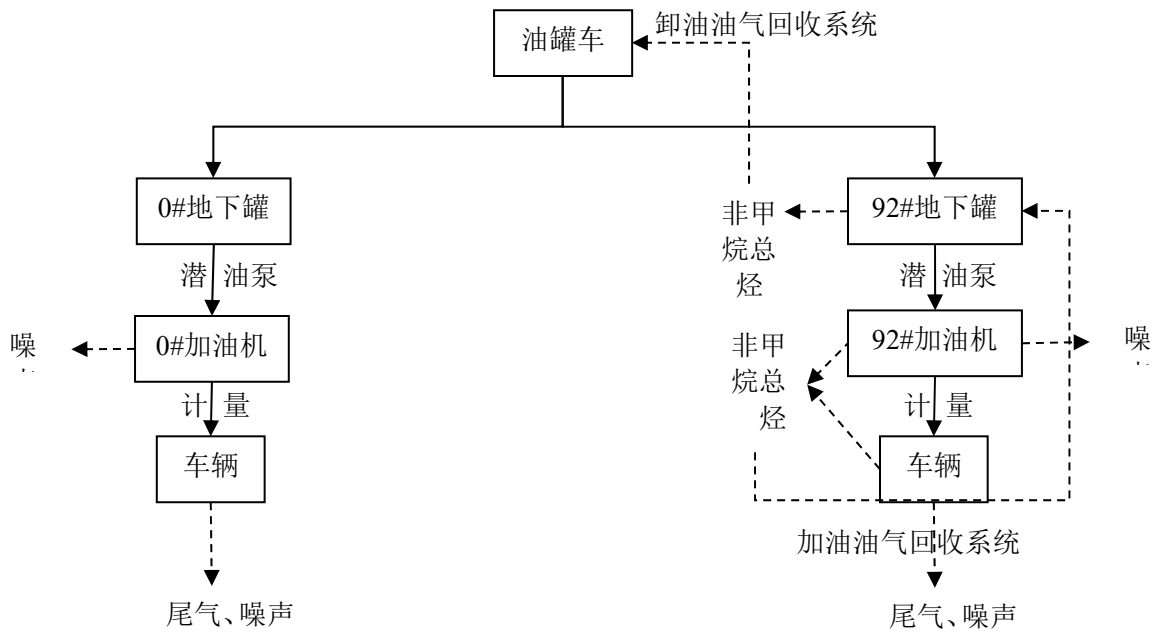 卸油油气回收系统
油罐车
0#地下罐
92#地下罐
非甲
烷总
烃
潜 油泵
潜 油泵
0#加油机
92#加油机
噪
噪
非甲
烷总
烃
计 量
计 量
车辆
车辆
加油油气回收系统
尾气、噪声
尾气、噪声